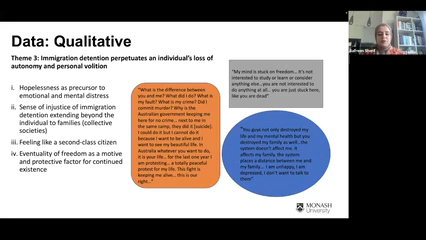 Data: Qualitative
Theme 3: Immigration detention perpetuates an individual's loss of
autonomy and personal volition
i. Hopelessness as precursor to
emotional and mental distress
ii. Sense of injustice of immigration
detention extending beyond the
individual to families (collective
societies)
iii. Feeling like a second-class citizen
iv. Eventuality of freedom as a motive
and protective factor for continued
existence
"What is the difference between
you and me? What did I do? What is
my fault? What is my crime? Did I
commit murder? Why is the
Australian government keeping me
here for no crime... next to me in
the same camp, they did it [suicide].
I could do it but I cannot do it
because I want to be alive and I
want to see my beautiful life. In
Australia whatever you want to do,
it is your life... for the last one year I
am protesting... a totally peaceful
protest for my life. This fight is
keeping me alive... this is our
right..."
"My mind is stuck on freedom... it's not
interested to study or learn or consider
anything else...you are not interested to
do anything at all... you are just stuck here,
like you are dead"
"You guys not only destroyed my
life and my mental health but you
destroyed my family as well.. the
system doesn't affect me. It
affects my family. the system
places a distance between me and
my family... I am unhappy, I am
depressed, I don't want to talk to
them"
MONASH
University